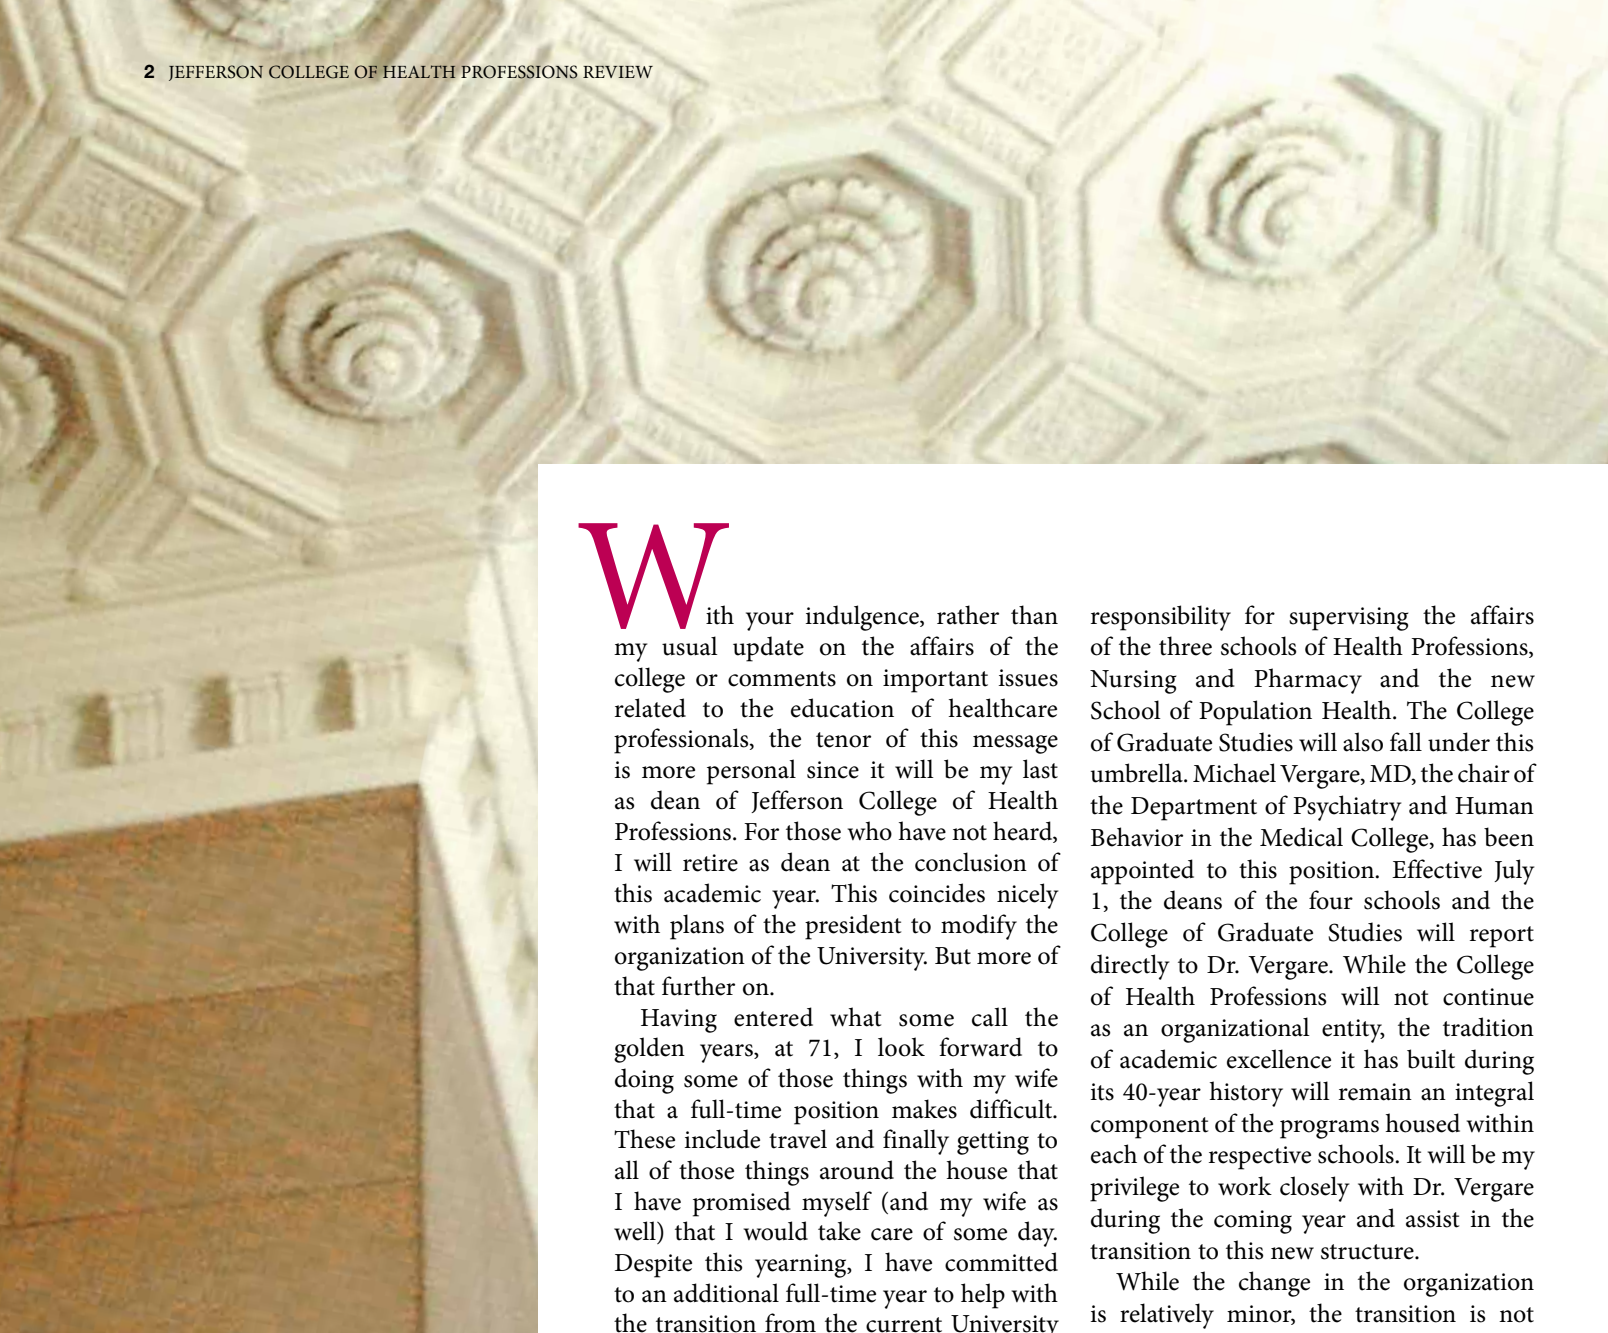 2 JEFFERSON COLLEGE OF HEALTH PROFESSIONS REVIEW
With your indulgence, rather than
my usual update on the affairs of the
college or comments on important issues
related to the education of healthcare
professionals, the tenor of this message
is more personal since it will be my last
as dean of Jefferson College of Health
Professions. For those who have not heard,
I will retire as dean at the conclusion of
this academic year. This coincides nicely
with plans of the president to modify the
organization of the University. But more of
that further on.
Having entered what some call the
golden years, at 71, I look forward to
doing some of those things with my wife
that a full-time position makes difficult.
These include travel and finally getting to
all of those things around the house that
I have promised myself (and my wife as
well) that I would take care of some day.
Despite this yearning, I have committed
to an additional full-time year to help with
the transition from the current University
responsibility for supervising the affairs
of the three schools of Health Professions,
Nursing and Pharmacy and the new
School of Population Health. The College
of Graduate Studies will also fall under this
umbrella. Michael Vergare, MD, the chair of
the Department of Psychiatry and Human
Behavior in the Medical College, has been
appointed to this position. Effective July
1, the deans of the four schools and the
College of Graduate Studies will report
directly to Dr. Vergare. While the College
of Health Professions will not continue
as an organizational entity, the tradition
of academic excellence it has built during
its 40-year history will remain an integral
component of the programs housed within
each of the respective schools. It will be my
privilege to work closely with Dr. Vergare
during the coming year and assist in the
transition to this new structure.
While the change in the organization
is relatively minor, the transition is not